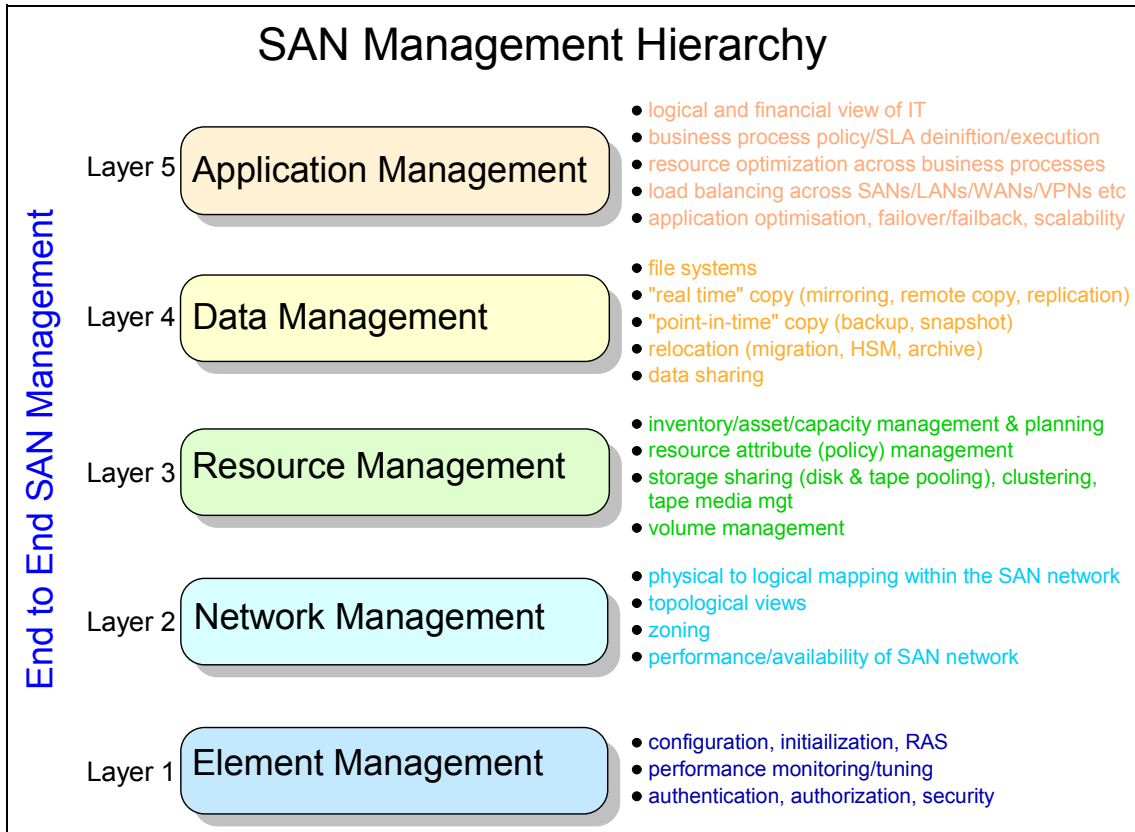 SAN Management Hierarchy
End to End SAN Management
Layer 5
Application Management
● logical and financial view of IT
● business process policy/SLA deiniftion/execution
● resource optimization across business processes
● load balancing across SANs/LANs/WANs/VPNs etc
● application optimisation, failover/failback, scalability
Layer 4
Data Management
● file systems
● "real time" copy (mirroring, remote copy, replication)
● "point-in-time" copy (backup, snapshot)
● relocation (migration, HSM, archive)
● data sharing
Layer 3
Resource Management
● inventory/asset/capacity management & planning
● resource attribute (policy) management
● storage sharing (disk & tape pooling), clustering,
tape media mgt
● volume management
Layer 2
Network Management
● physical to logical mapping within the SAN network
● topological views
● zoning
● performance/availability of SAN network
Layer 1
Element Management
● configuration, initiailization, RAS
● performance monitoring/tuning
● authentication, authorization, security